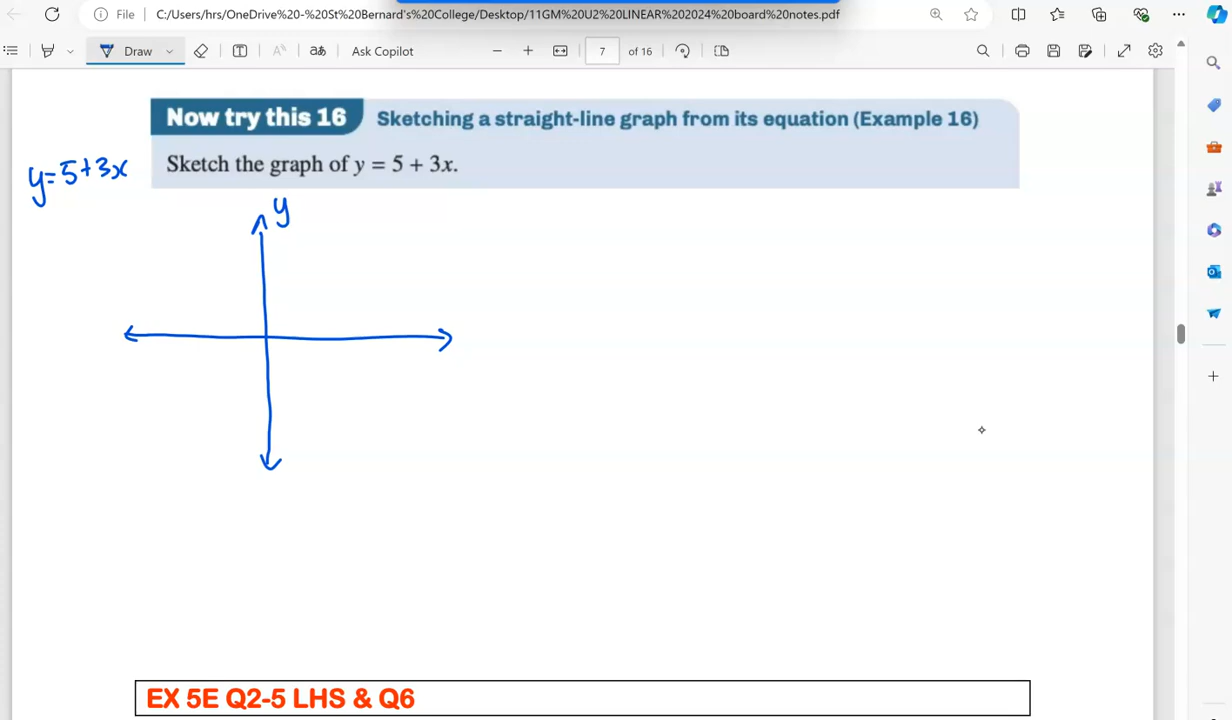 File C:/Users/hrs/OneDrive%20-%20St%20Bernard's%20College/Desktop/11GM%20U2%20LINEAR%202024%20board%20notes.pdf
Draw Ask Copilot 7 of 16
Now try this 16 Sketching a straight-line graph from its equation (Example 16)
Sketch the graph of y = 5 + 3x.
y=5+3x
y
EX 5E Q2-5 LHS & Q6